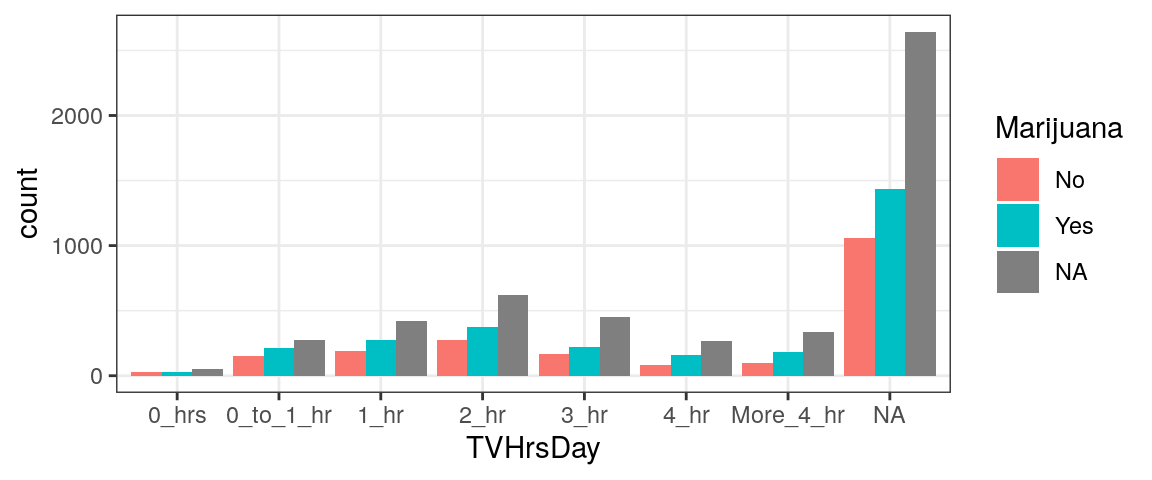 2000
1000
0
count
0_hrs 0_to_1_hr 1_hr 2_hr 3_hr 4_hr More_4_hr NA
TVHrsDay
Marijuana
No
Yes
NA